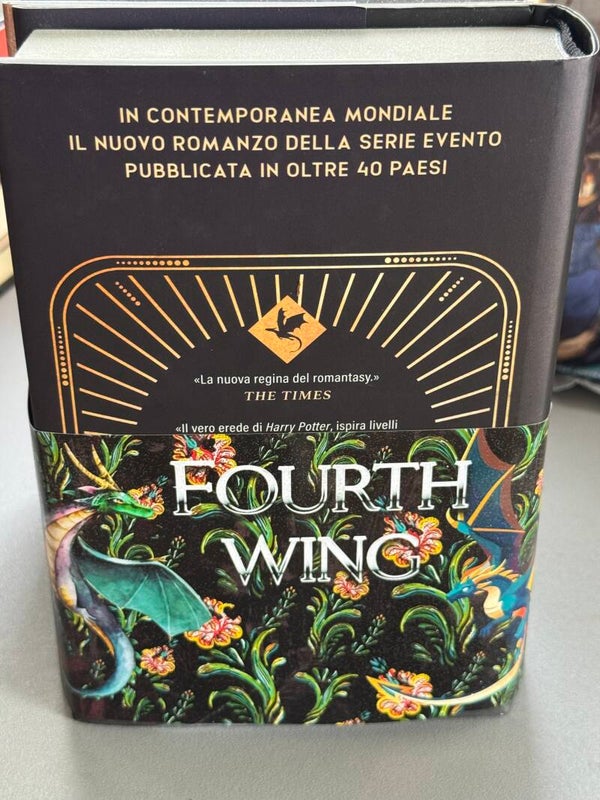 IN CONTEMPORANEA MONDIALE
IL NUOVO ROMANZO DELLA SERIE EVENTO
PUBBLICATA IN OLTRE 40 PAESI
«La nuova regina del romantasy.»
THE TIMES
«Il vero erede di Harry Potter, ispira livelli
FOURTH
WING